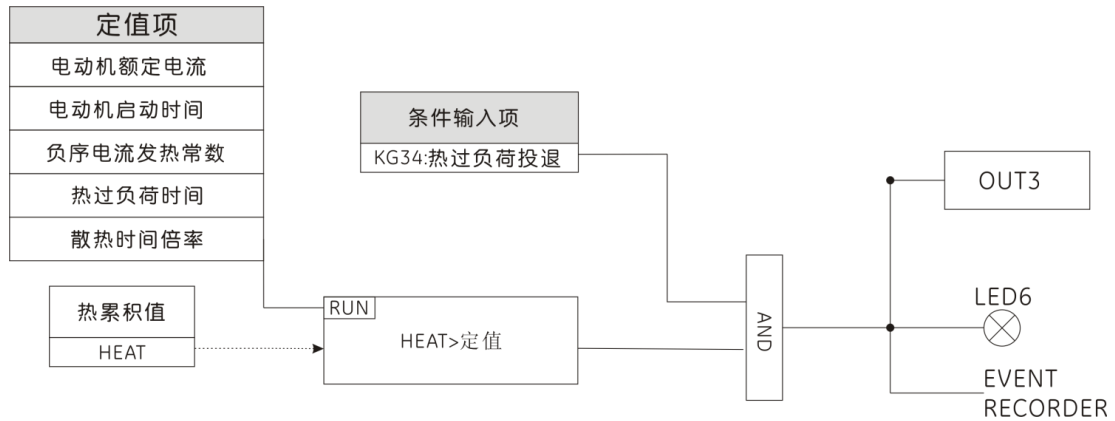 定值项
电动机额定电流
电动机启动时间
负序电流发热常数
热过负荷时间
散热时间倍率
热累积值
HEAT
条件输入项
KG34:热过负荷投退
RUN
HEAT>定值
AND
OUT3
LED6
EVENT
RECORDER